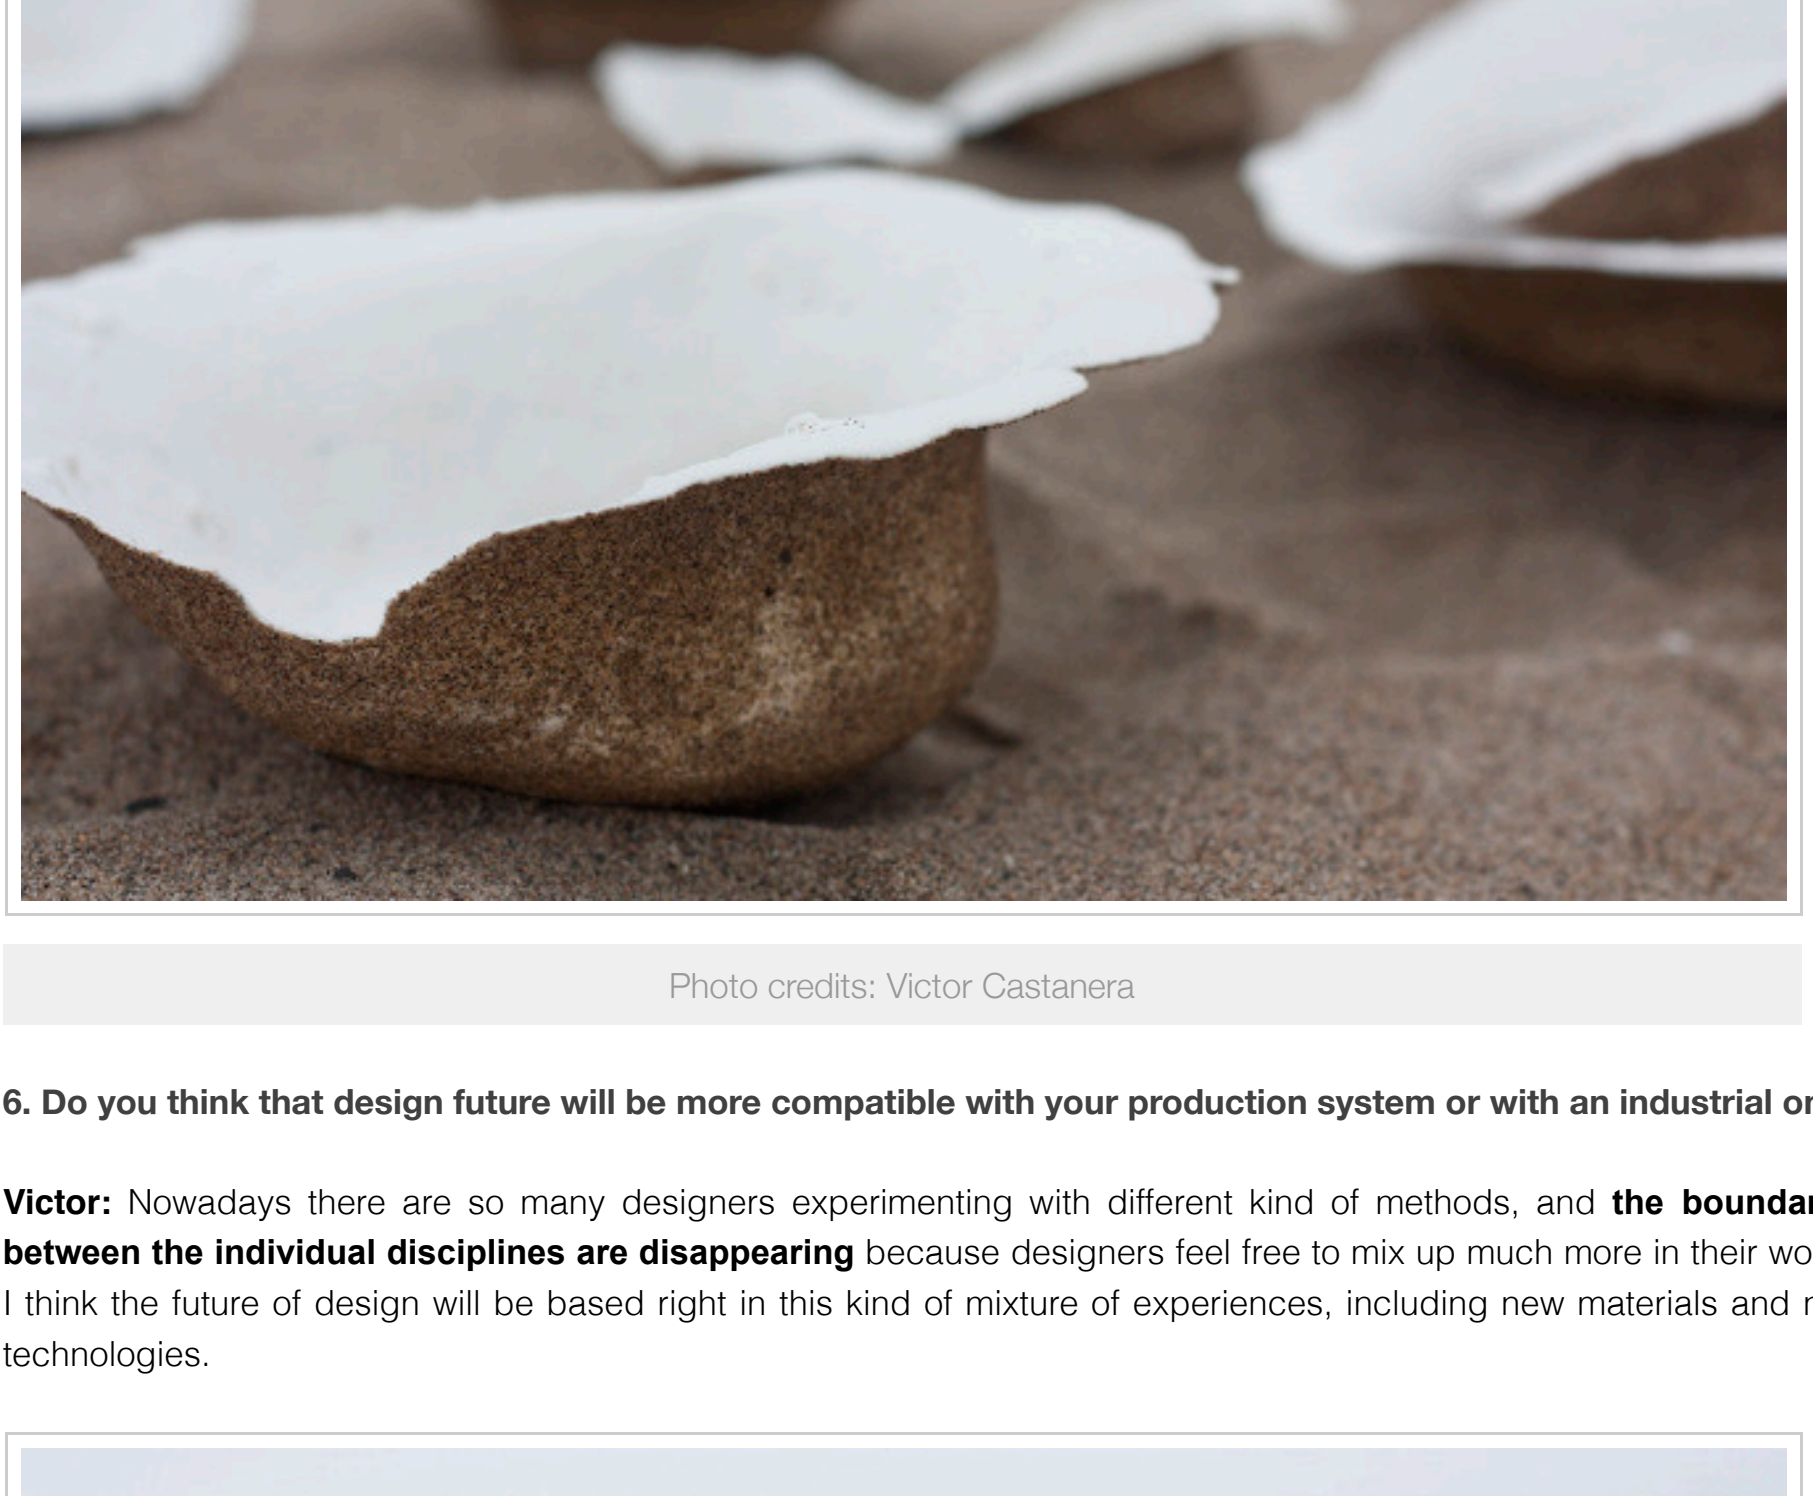 Photo credits: Victor Castanera
6. Do you think that design future will be more compatible with your production system or with an industrial
Victor: Nowadays there are so many designers experimenting with different kind of methods, and the
between the individual disciplines are disappearing because designers feel free to mix up much more in their
I think the future of design will be based right in this kind of mixture of experiences, including new materials and
technologies.